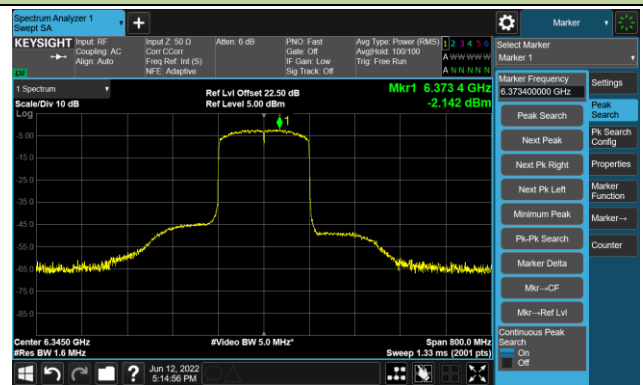 Spectrum Analyzer 1
Swept SA
Marker
KEYSIGHT
Input: RF
Coupling: AC
Align: Auto
Input Z: 50 Ω
Corr CCorr
Freq Ref: Int (S)
NFE: Adaptive
Atten: 6 dB
PNO: Fast
Gate: Off
IF Gain: Low
Sig Track: Off
Avg Type: Power (RMS)
Avg|Hold: 100/100
Trig: Free Run
1 2 3 4 5 6
A W W W W W
A N N N N N
Select Marker
Marker 1
1 Spectrum
Scale/Div 10 dB
Ref Lvl Offset 22.50 dB
Ref Level 5.00 dBm
Mkr1 6.373 4 GHz
-2.142 dBm
Log
1
-5.00
-15.0
-25.0
-35.0
-45.0
-55.0
-65.0
-75.0
-85.0
Center 6.3450 GHz
#Res BW 1.6 MHz
#Video BW 5.0 MHz*
Span 800.0 MHz
Sweep 1.33 ms (2001 pts)
Marker Frequency
6.373400000 GHz
Peak Search
Next Peak
Next Pk Right
Next Pk Left
Minimum Peak
Pk-Pk Search
Marker Delta
Mkr→CF
Mkr→Ref Lvl
Continuous Peak
Search
On
Off
Settings
Peak
Search
Pk Search
Config
Properties
Marker
Function
Marker→
Counter
Jun 12, 2022
5:14:56 PM